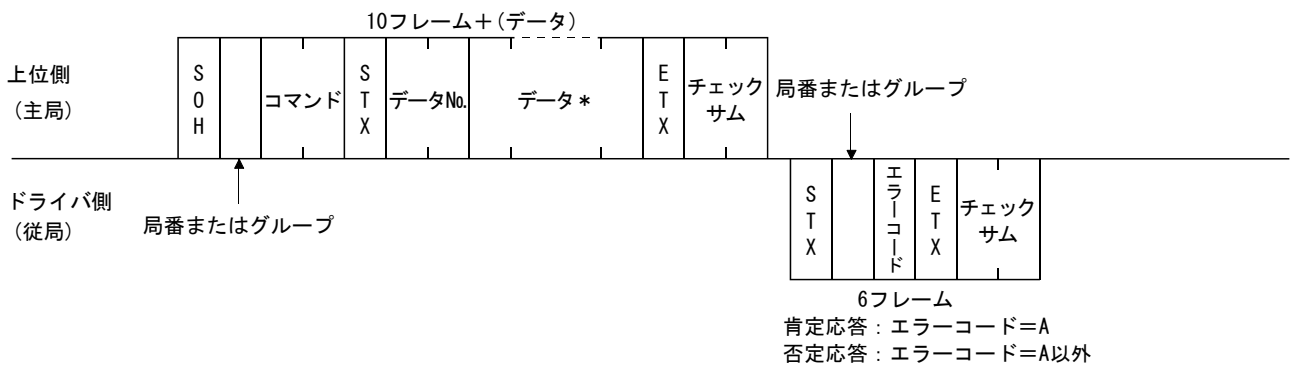 10フレーム＋(データ)
上位側
(主局)
SOH
コマンド
STX
データNo.
データ＊
ETX
チェック
サム
局番またはグループ
ドライバ側
(従局)
局番またはグループ
STX
エラーコード
ETX
チェック
サム
6フレーム
肯定応答：エラーコード＝A
否定応答：エラーコード＝A以外